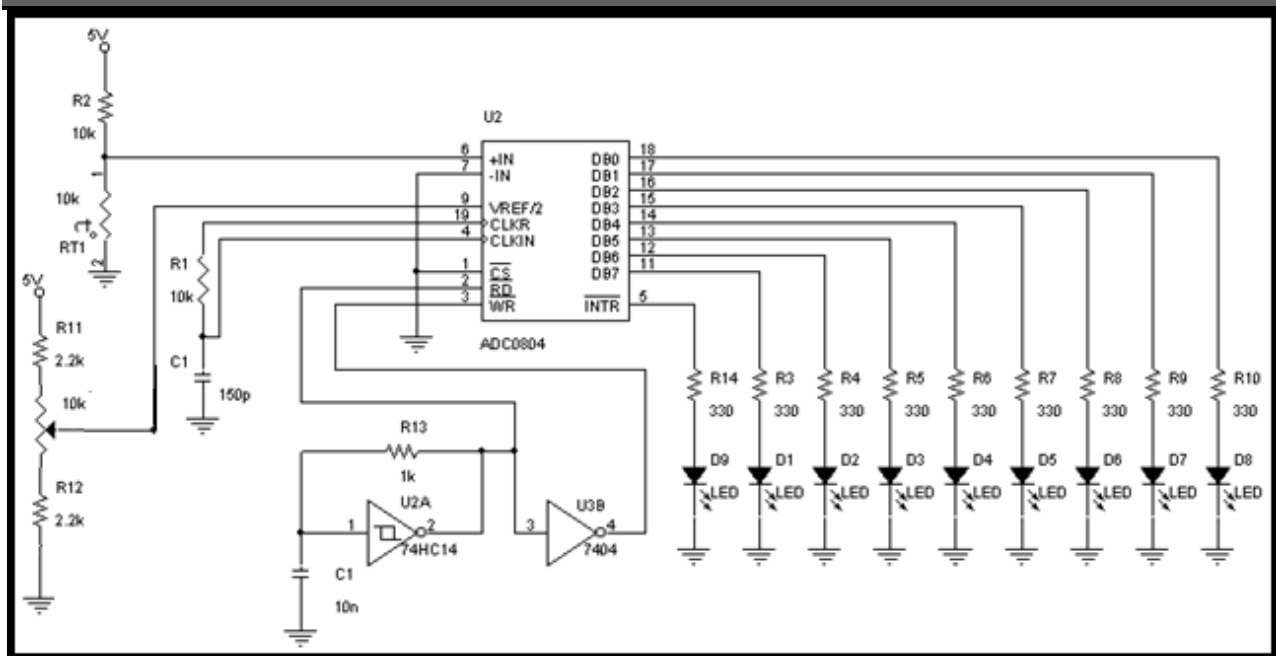 5V
R2
10k
1
10k
Ct°
RT1
2
5V
R11
2.2k
10k
R12
2.2k
R1
10k
C1
150p
U2
6
7
9
19
4
1
2
3
+IN
-IN
VREF/2
CLKR
CLKIN
CS
RD
WR
DB0
DB1
DB2
DB3
DB4
DB5
DB6
DB7
INTR
18
17
16
15
14
13
12
11
5
ADC0804
R13
1k
U2A
1
2
74HC14
C1
10n
U3B
3
4
7404
R14
330
R3
330
R4
330
R5
330
R6
330
R7
330
R8
330
R9
330
R10
330
D9
LED
D1
LED
D2
LED
D3
LED
D4
LED
D5
LED
D6
LED
D7
LED
D8
LED